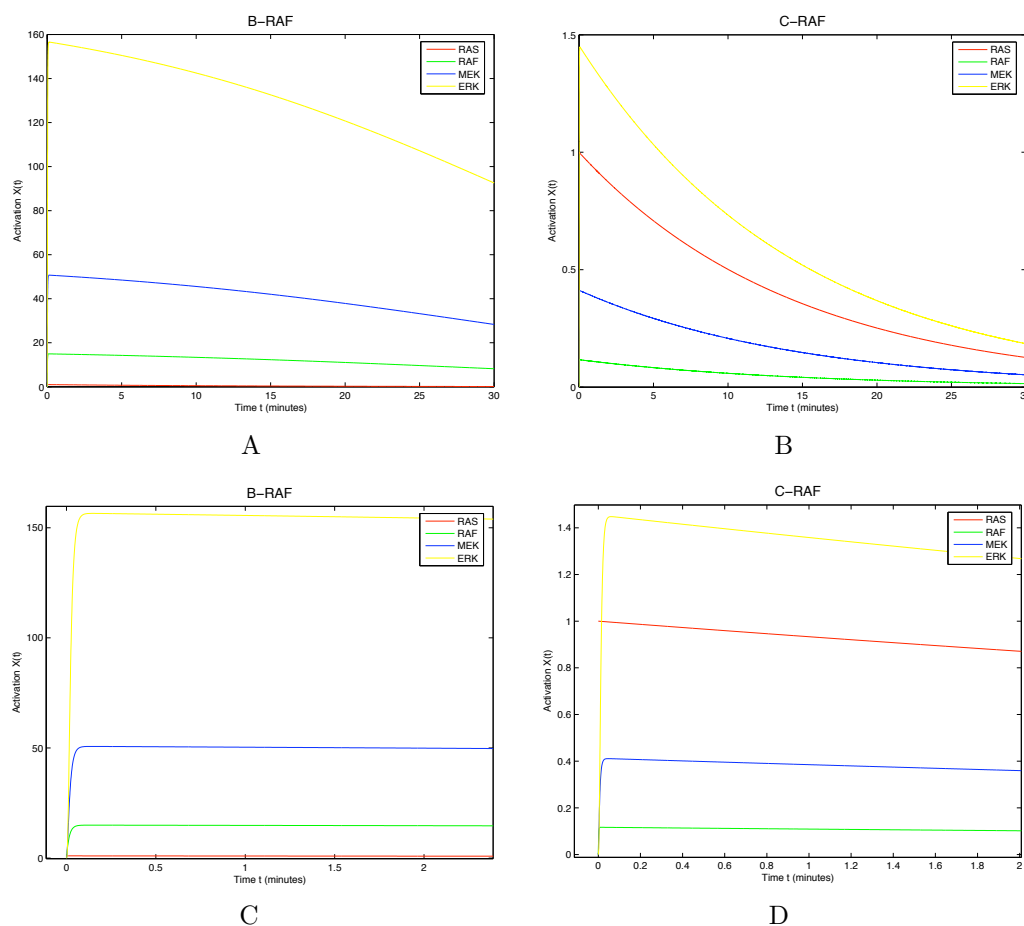 B−RAF
160
140
120
100
80
60
40
20
0
Activation X(t)
RAS
RAF
MEK
ERK
0 5 10 15 20 25 30
Time t (minutes)
A
C−RAF
1.5
1
0.5
0
Activation X(t)
RAS
RAF
MEK
ERK
0 5 10 15 20 25 3
Time t (minutes)
B
B−RAF
150
100
50
0
Activation X(t)
RAS
RAF
MEK
ERK
0 0.5 1 1.5 2
Time t (minutes)
C
C−RAF
1.4
1.2
1
0.8
0.6
0.4
0.2
0
Activation X(t)
RAS
RAF
MEK
ERK
0 0.2 0.4 0.6 0.8 1 1.2 1.4 1.6 1.8 2
Time t (minutes)
D